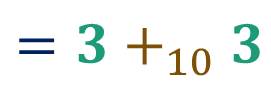 = 3 +₁₀ 3